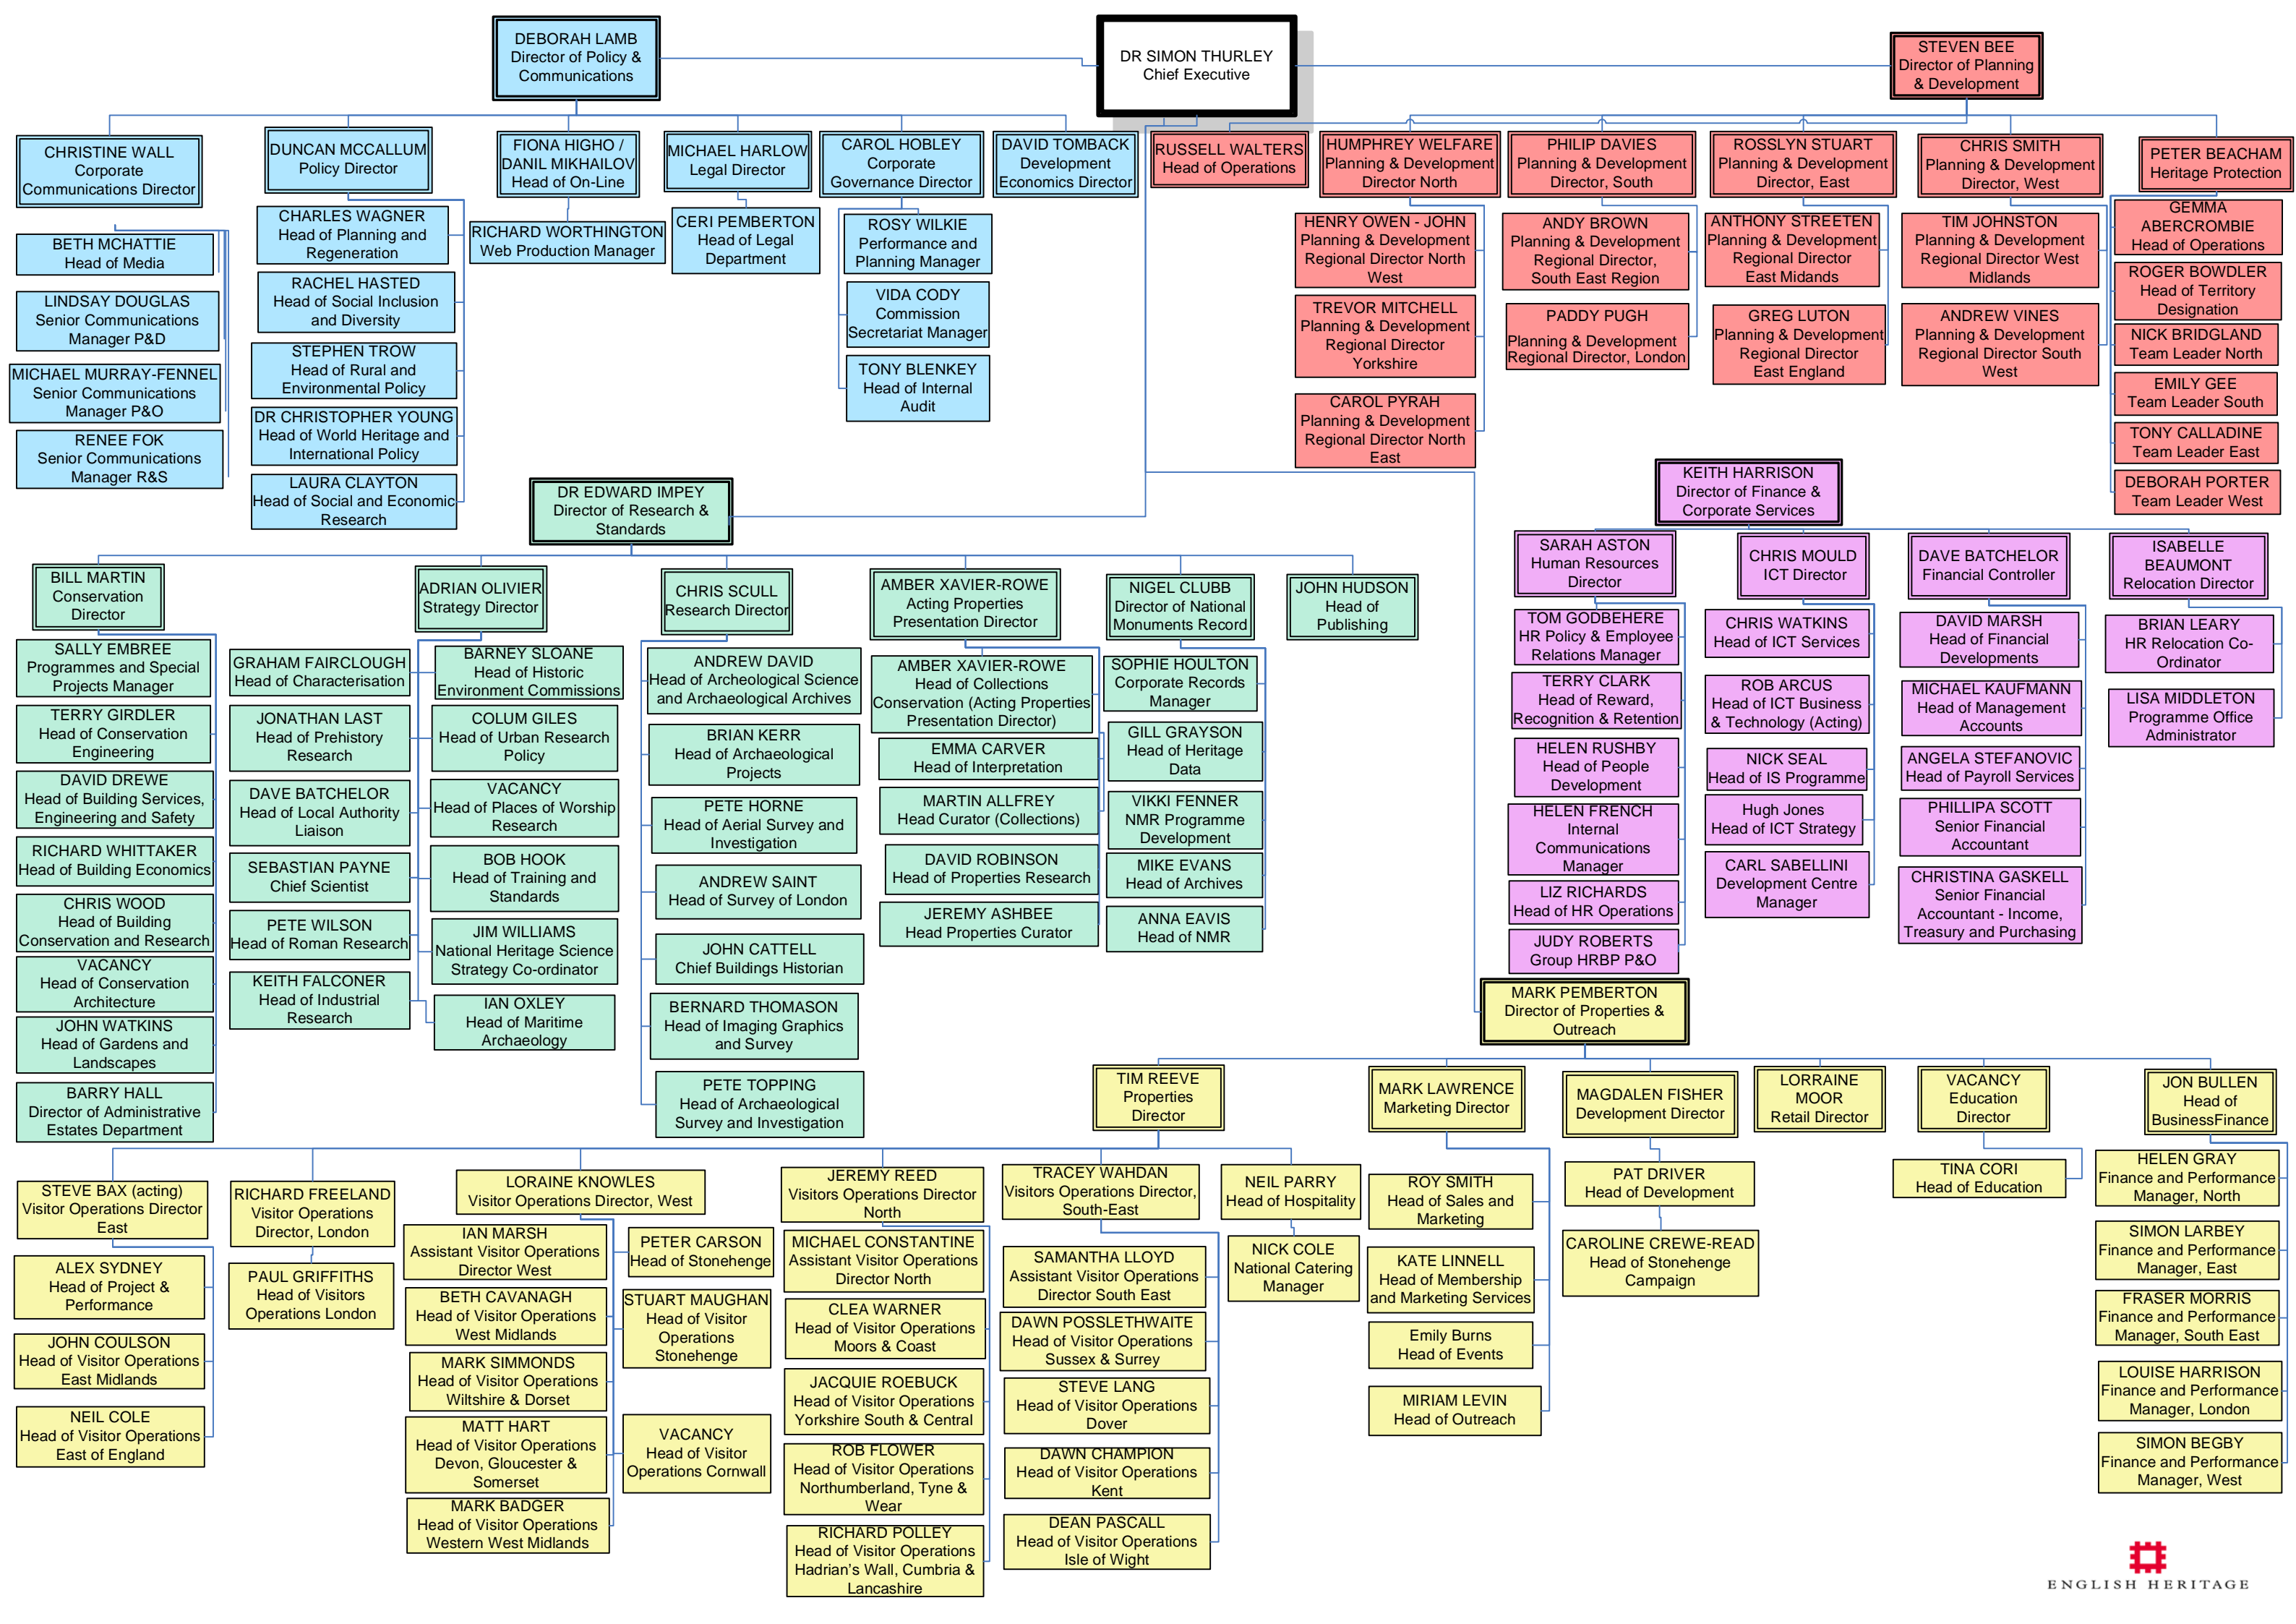 DEBORAH LAMB
Director of Policy &
Communications
DR SIMON THURLEY
Chief Executive
STEVEN BEE
Director of Planning
& Development
CHRISTINE WALL
Corporate
Communications Director
DUNCAN MCCALLUM
Policy Director
FIONA HIGHO /
DANIL MIKHAILOV
Head of On-Line
MICHAEL HARLOW
Legal Director
CAROL HOBLEY
Corporate
Governance Director
DAVID TOMBACK
Development
Economics Director
RUSSELL WALTERS
Head of Operations
HUMPHREY WELFARE
Planning & Development
Director North
PHILIP DAVIES
Planning & Development
Director, South
ROSSLYN STUART
Planning & Development
Director, East
CHRIS SMITH
Planning & Development
Director, West
PETER BEACHAM
Heritage Protection
BETH MCHATTIE
Head of Media
LINDSAY DOUGLAS
Senior Communications
Manager P&D
MICHAEL MURRAY-FENNEL
Senior Communications
Manager P&O
RENEE FOK
Senior Communications
Manager R&S
CHARLES WAGNER
Head of Planning and
Regeneration
RACHEL HASTED
Head of Social Inclusion
and Diversity
STEPHEN TROW
Head of Rural and
Environmental Policy
DR CHRISTOPHER YOUNG
Head of World Heritage and
International Policy
LAURA CLAYTON
Head of Social and Economic
Research
RICHARD WORTHINGTON
Web Production Manager
CERI PEMBERTON
Head of Legal
Department
ROSY WILKIE
Performance and
Planning Manager
VIDA CODY
Commission
Secretariat Manager
TONY BLENKEY
Head of Internal
Audit
HENRY OWEN - JOHN
Planning & Development
Regional Director North
West
TREVOR MITCHELL
Planning & Development
Regional Director
Yorkshire
CAROL PYRAH
Planning & Development
Regional Director North
East
ANDY BROWN
Planning & Development
Regional Director,
South East Region
PADDY PUGH
Planning & Development
Regional Director, London
ANTHONY STREETEN
Planning & Development
Regional Director
East Midands
GREG LUTON
Planning & Development
Regional Director
East England
TIM JOHNSTON
Planning & Development
Regional Director West
Midlands
ANDREW VINES
Planning & Development
Regional Director South
West
GEMMA
ABERCROMBIE
Head of Operations
ROGER BOWDLER
Head of Territory
Designation
NICK BRIDGLAND
Team Leader North
EMILY GEE
Team Leader South
TONY CALLADINE
Team Leader East
DEBORAH PORTER
Team Leader West
DR EDWARD IMPEY
Director of Research &
Standards
KEITH HARRISON
Director of Finance &
Corporate Services
BILL MARTIN
Conservation
Director
ADRIAN OLIVIER
Strategy Director
CHRIS SCULL
Research Director
AMBER XAVIER-ROWE
Acting Properties
Presentation Director
NIGEL CLUBB
Director of National
Monuments Record
JOHN HUDSON
Head of
Publishing
SARAH ASTON
Human Resources
Director
CHRIS MOULD
ICT Director
DAVE BATCHELOR
Financial Controller
ISABELLE
BEAUMONT
Relocation Director
SALLY EMBREE
Programmes and Special
Projects Manager
TERRY GIRDLER
Head of Conservation
Engineering
DAVID DREWE
Head of Building Services,
Engineering and Safety
RICHARD WHITTAKER
Head of Building Economics
CHRIS WOOD
Head of Building
Conservation and Research
VACANCY
Head of Conservation
Architecture
JOHN WATKINS
Head of Gardens and
Landscapes
BARRY HALL
Director of Administrative
Estates Department
GRAHAM FAIRCLOUGH
Head of Characterisation
JONATHAN LAST
Head of Prehistory
Research
DAVE BATCHELOR
Head of Local Authority
Liaison
SEBASTIAN PAYNE
Chief Scientist
PETE WILSON
Head of Roman Research
KEITH FALCONER
Head of Industrial
Research
BARNEY SLOANE
Head of Historic
Environment Commissions
COLUM GILES
Head of Urban Research
Policy
VACANCY
Head of Places of Worship
Research
BOB HOOK
Head of Training and
Standards
JIM WILLIAMS
National Heritage Science
Strategy Co-ordinator
IAN OXLEY
Head of Maritime
Archaeology
ANDREW DAVID
Head of Archeological Science
and Archaeological Archives
BRIAN KERR
Head of Archaeological
Projects
PETE HORNE
Head of Aerial Survey and
Investigation
ANDREW SAINT
Head of Survey of London
JOHN CATTELL
Chief Buildings Historian
BERNARD THOMASON
Head of Imaging Graphics
and Survey
PETE TOPPING
Head of Archaeological
Survey and Investigation
AMBER XAVIER-ROWE
Head of Collections
Conservation (Acting Properties
Presentation Director)
EMMA CARVER
Head of Interpretation
MARTIN ALLFREY
Head Curator (Collections)
DAVID ROBINSON
Head of Properties Research
JEREMY ASHBEE
Head Properties Curator
SOPHIE HOULTON
Corporate Records
Manager
GILL GRAYSON
Head of Heritage
Data
VIKKI FENNER
NMR Programme
Development
MIKE EVANS
Head of Archives
ANNA EAVIS
Head of NMR
TOM GODBEHERE
HR Policy & Employee
Relations Manager
TERRY CLARK
Head of Reward,
Recognition & Retention
HELEN RUSHBY
Head of People
Development
HELEN FRENCH
Internal
Communications
Manager
LIZ RICHARDS
Head of HR Operations
JUDY ROBERTS
Group HRBP P&O
CHRIS WATKINS
Head of ICT Services
ROB ARCUS
Head of ICT Business
& Technology (Acting)
NICK SEAL
Head of IS Programme
Hugh Jones
Head of ICT Strategy
CARL SABELLINI
Development Centre
Manager
DAVID MARSH
Head of Financial
Developments
MICHAEL KAUFMANN
Head of Management
Accounts
ANGELA STEFANOVIC
Head of Payroll Services
PHILLIPA SCOTT
Senior Financial
Accountant
CHRISTINA GASKELL
Senior Financial
Accountant - Income,
Treasury and Purchasing
BRIAN LEARY
HR Relocation Co-
Ordinator
LISA MIDDLETON
Programme Office
Administrator
MARK PEMBERTON
Director of Properties &
Outreach
TIM REEVE
Properties
Director
MARK LAWRENCE
Marketing Director
MAGDALEN FISHER
Development Director
LORRAINE
MOOR
Retail Director
VACANCY
Education
Director
JON BULLEN
Head of
BusinessFinance
STEVE BAX (acting)
Visitor Operations Director
East
RICHARD FREELAND
Visitor Operations
Director, London
LORAINE KNOWLES
Visitor Operations Director, West
JEREMY REED
Visitors Operations Director
North
TRACEY WAHDAN
Visitors Operations Director,
South-East
NEIL PARRY
Head of Hospitality
ALEX SYDNEY
Head of Project &
Performance
JOHN COULSON
Head of Visitor Operations
East Midlands
NEIL COLE
Head of Visitor Operations
East of England
PAUL GRIFFITHS
Head of Visitors
Operations London
IAN MARSH
Assistant Visitor Operations
Director West
BETH CAVANAGH
Head of Visitor Operations
West Midlands
MARK SIMMONDS
Head of Visitor Operations
Wiltshire & Dorset
MATT HART
Head of Visitor Operations
Devon, Gloucester &
Somerset
MARK BADGER
Head of Visitor Operations
Western West Midlands
PETER CARSON
Head of Stonehenge
STUART MAUGHAN
Head of Visitor
Operations
Stonehenge
VACANCY
Head of Visitor
Operations Cornwall
MICHAEL CONSTANTINE
Assistant Visitor Operations
Director North
CLEA WARNER
Head of Visitor Operations
Moors & Coast
JACQUIE ROEBUCK
Head of Visitor Operations
Yorkshire South & Central
ROB FLOWER
Head of Visitor Operations
Northumberland, Tyne &
Wear
RICHARD POLLEY
Head of Visitor Operations
Hadrian's Wall, Cumbria &
Lancashire
SAMANTHA LLOYD
Assistant Visitor Operations
Director South East
DAWN POSSLETHWAITE
Head of Visitor Operations
Sussex & Surrey
STEVE LANG
Head of Visitor Operations
Dover
DAWN CHAMPION
Head of Visitor Operations
Kent
DEAN PASCALL
Head of Visitor Operations
Isle of Wight
NICK COLE
National Catering
Manager
ROY SMITH
Head of Sales and
Marketing
KATE LINNELL
Head of Membership
and Marketing Services
Emily Burns
Head of Events
MIRIAM LEVIN
Head of Outreach
PAT DRIVER
Head of Development
CAROLINE CREWE-READ
Head of Stonehenge
Campaign
TINA CORI
Head of Education
HELEN GRAY
Finance and Performance
Manager, North
SIMON LARBEY
Finance and Performance
Manager, East
FRASER MORRIS
Finance and Performance
Manager, South East
LOUISE HARRISON
Finance and Performance
Manager, London
SIMON BEGBY
Finance and Performance
Manager, West
ENGLISH HERITAGE